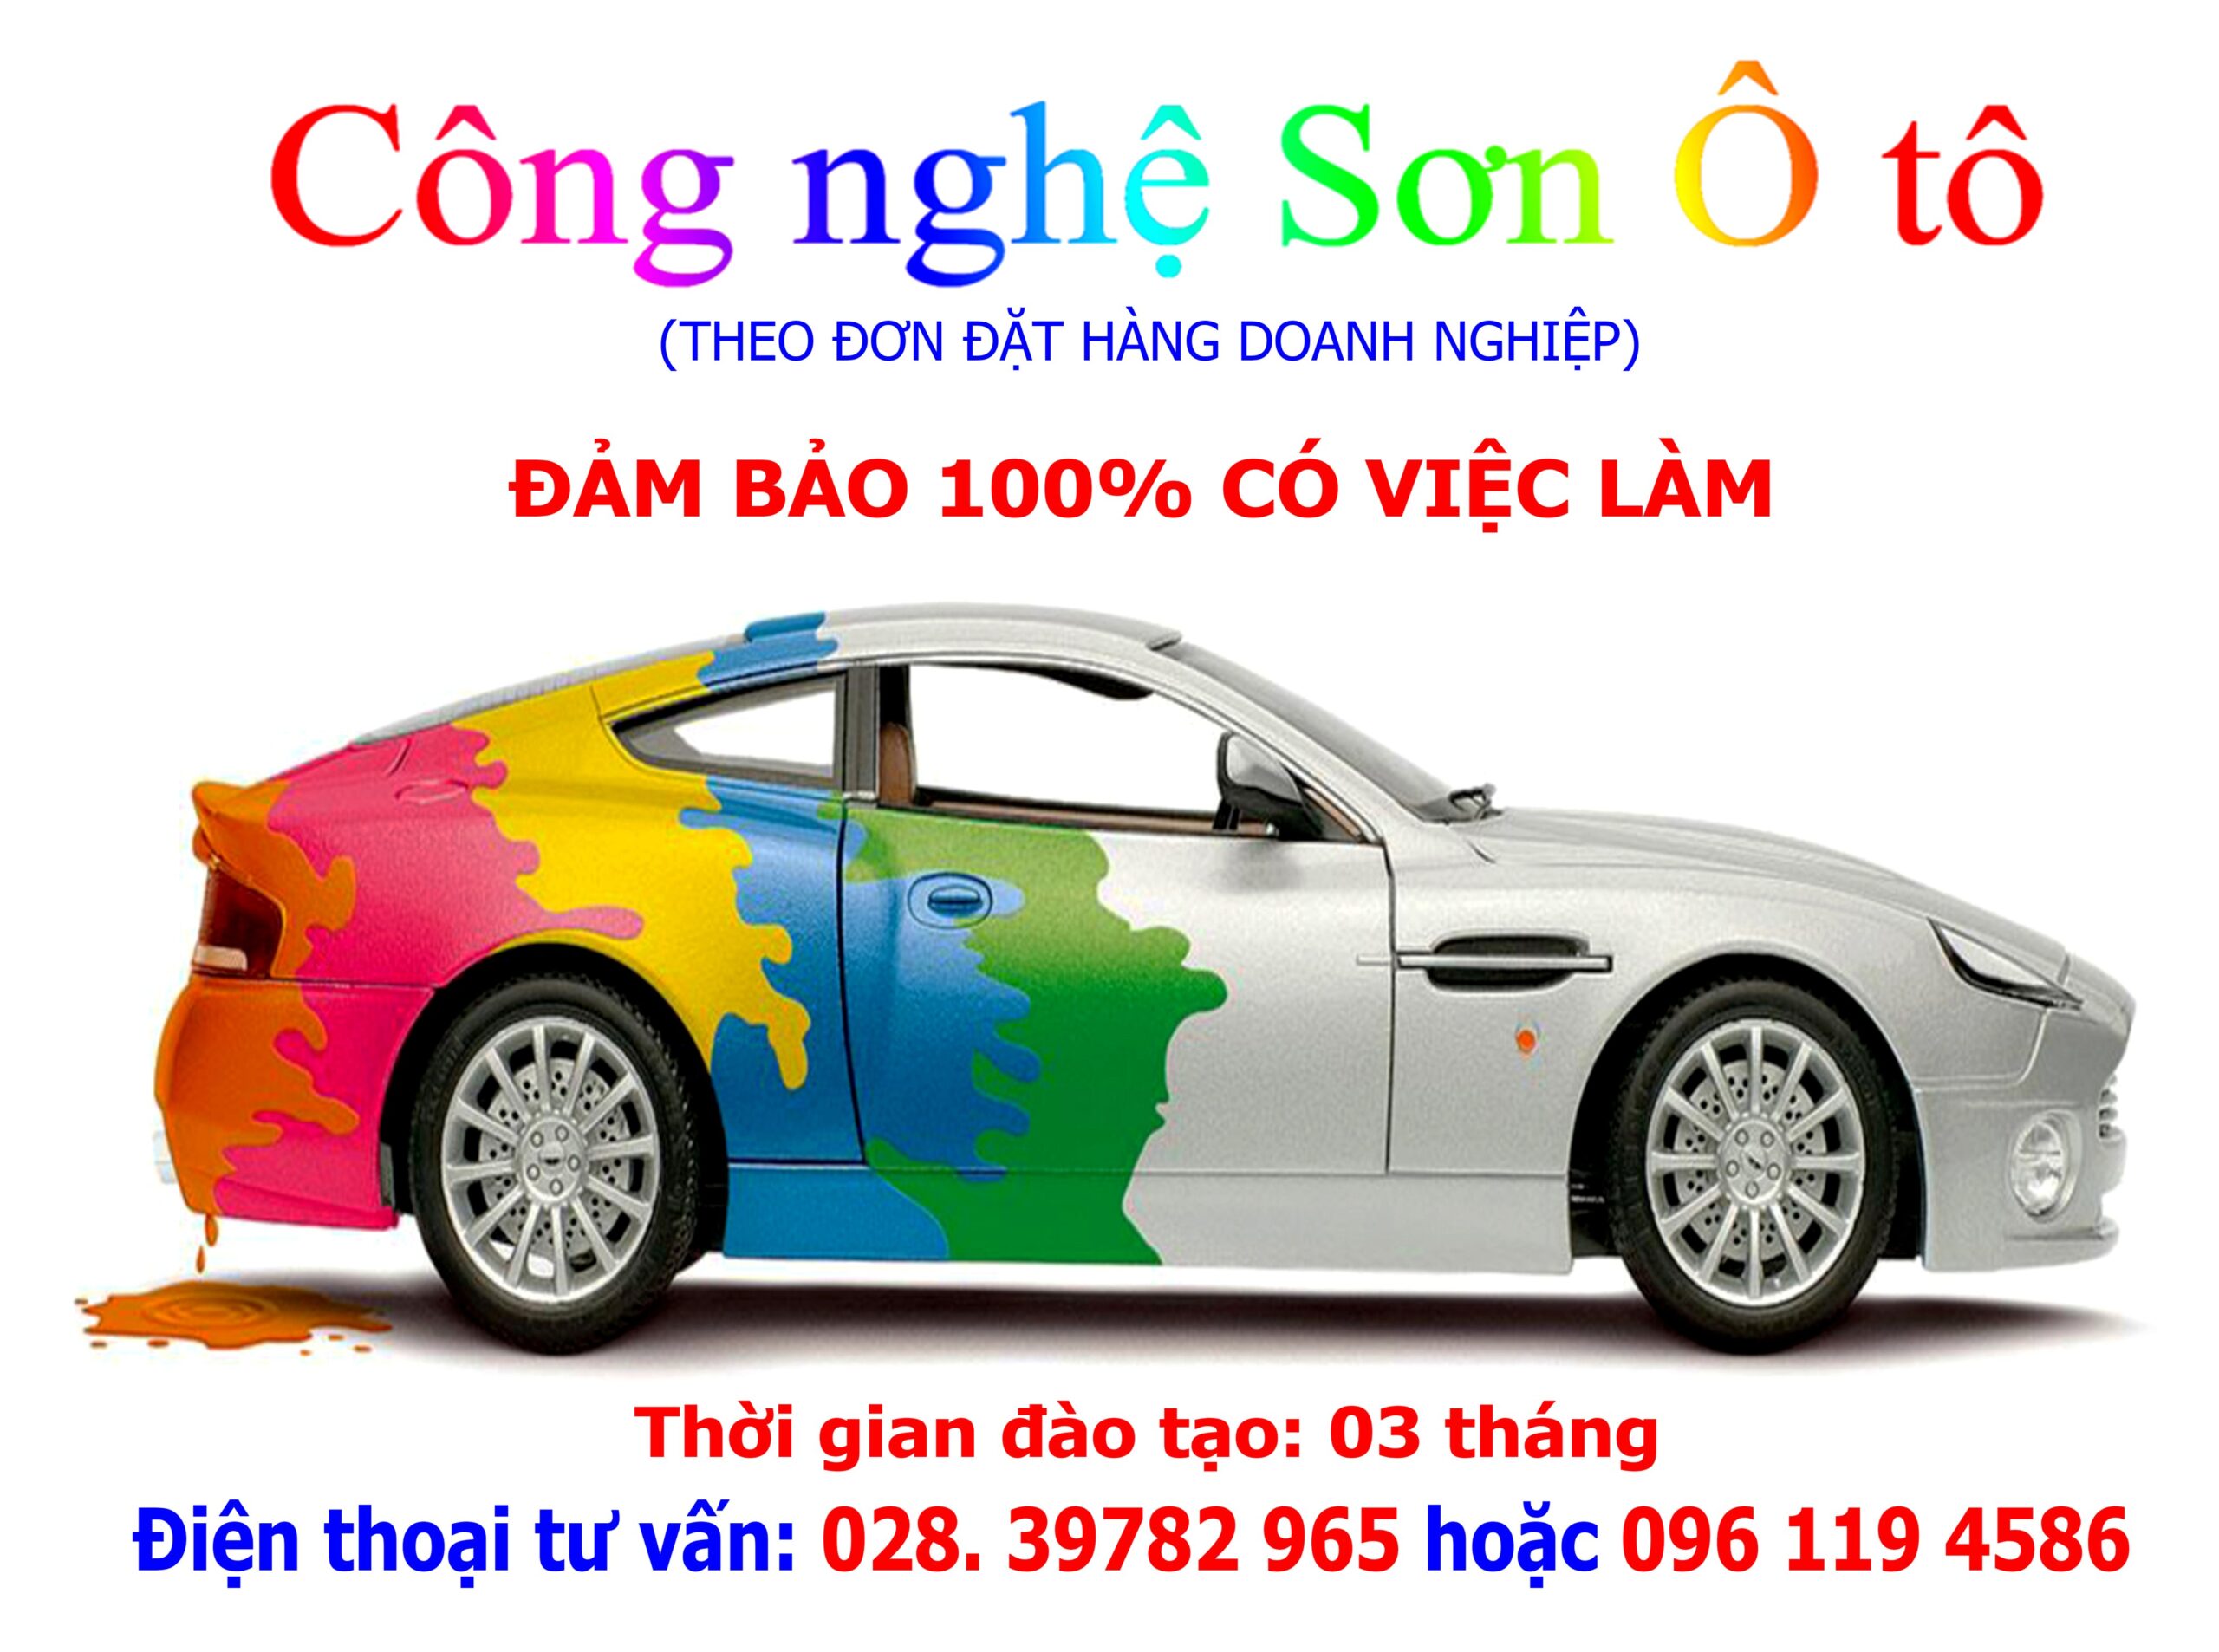 Công nghệ Sơn Ô tô
(THEO ĐƠN ĐẶT HÀNG DOANH NGHIỆP)
ĐẢM BẢO 100% CÓ VIỆC LÀM
Thời gian đào tạo: 03 tháng
Điện thoại tư vấn: 028. 39782 965 hoặc 096 119 4586